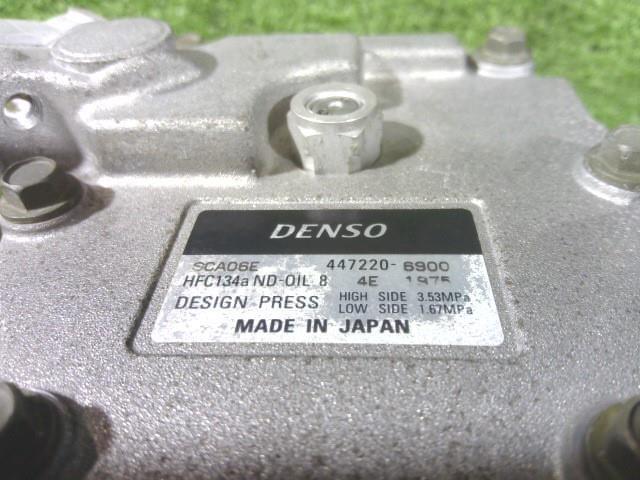 DENSO
SCA06E 447220-6900
HFC134a ND-OIL 8 4E 1975
DESIGN PRESS HIGH SIDE 3.53MPa
LOW SIDE 1.67MPa
MADE IN JAPAN